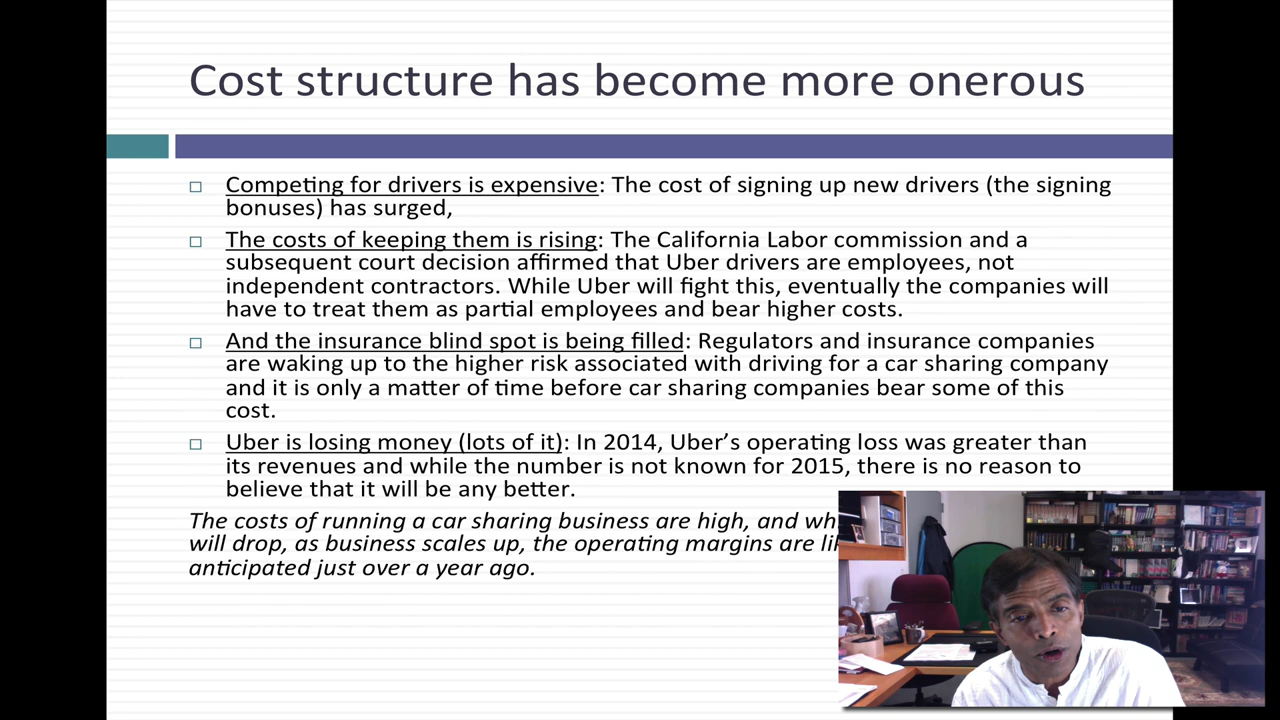 Cost structure has become more onerous
Competing for drivers is expensive: The cost of signing up new drivers (the signing
bonuses) has surged,
The costs of keeping them is rising: The California Labor commission and a
subsequent court decision affirmed that Uber drivers are employees, not
independent contractors. While Uber will fight this, eventually the companies will
have to treat them as partial employees and bear higher costs.
And the insurance blind spot is being filled: Regulators and insurance companies
are waking up to the higher risk associated with driving for a car sharing company
and it is only a matter of time before car sharing companies bear some of this
cost.
Uber is losing money (lots of it): In 2014, Uber's operating loss was greater than
its revenues and while the number is not known for 2015, there is no reason to
believe that it will be any better.
The costs of running a car sharing business are high, and
will drop, as business scales up, the operating margins are
anticipated just over a year ago.